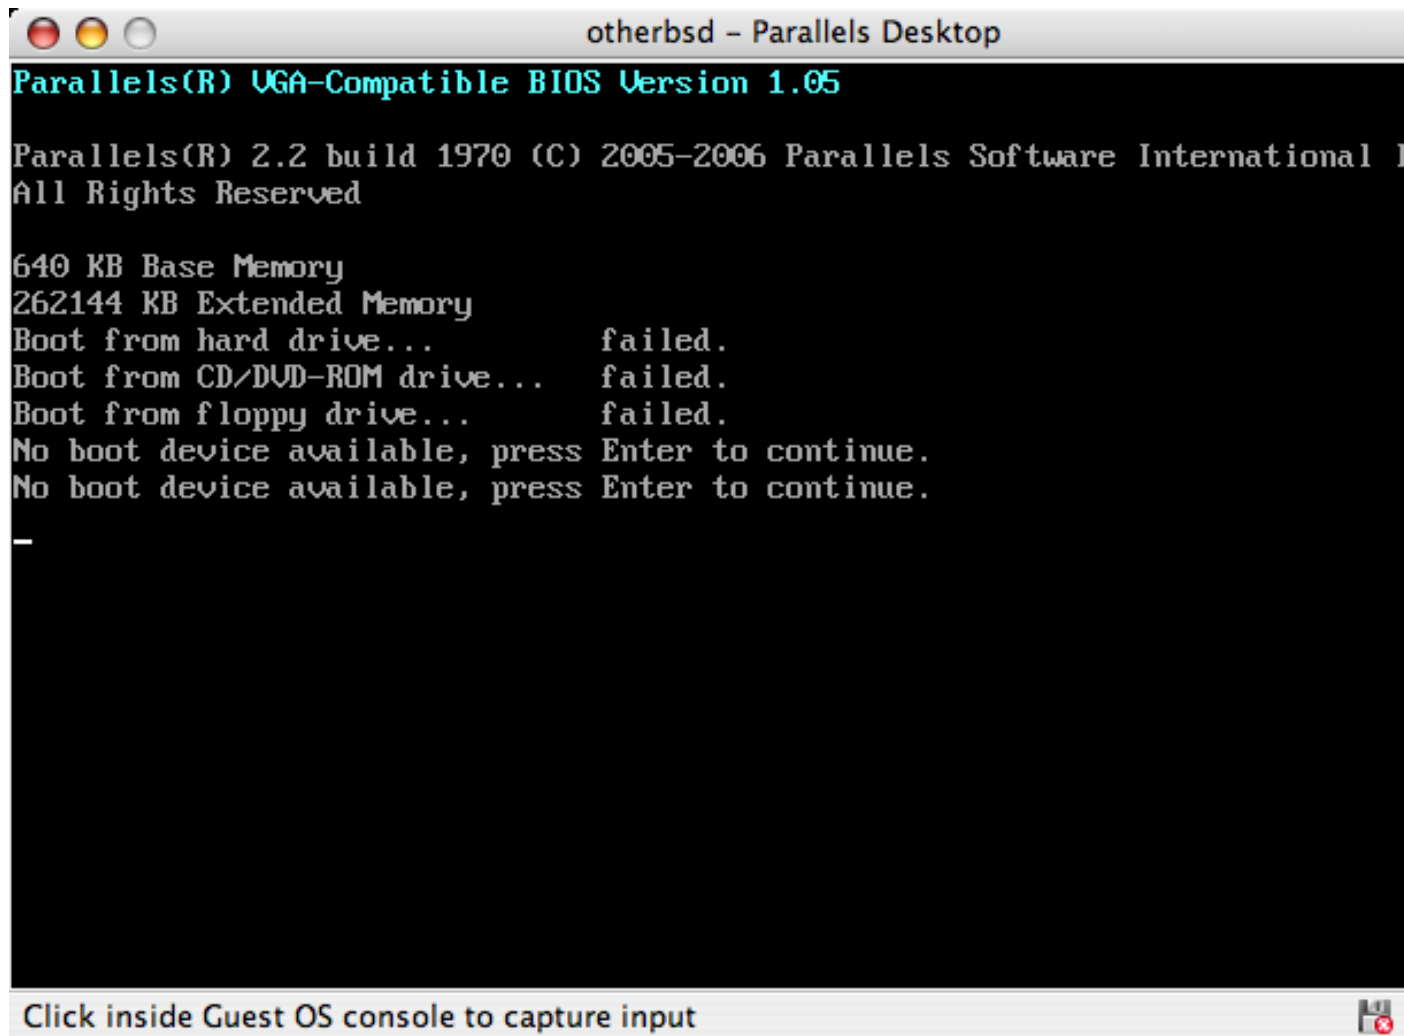 otherbsd – Parallels Desktop
Parallels(R) VGA-Compatible BIOS Version 1.05
Parallels(R) 2.2 build 1970 (C) 2005-2006 Parallels Software International
All Rights Reserved
640 KB Base Memory
262144 KB Extended Memory
Boot from hard drive... failed.
Boot from CD/DVD-ROM drive... failed.
Boot from floppy drive... failed.
No boot device available, press Enter to continue.
No boot device available, press Enter to continue.
Click inside Guest OS console to capture input